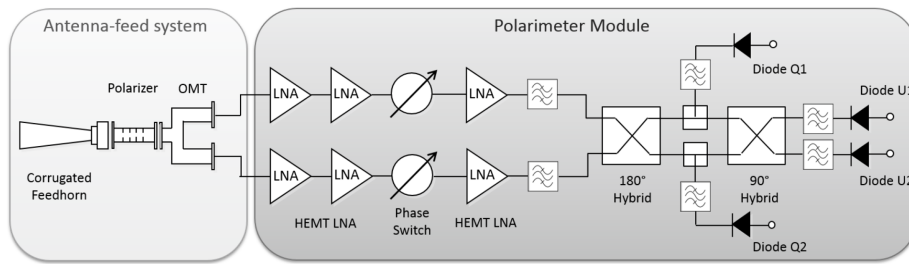 Antenna-feed system
Polarimeter Module
Polarizer
OMT
Corrugated
Feedhorn
LNA
LNA
LNA
LNA
LNA
LNA
HEMT LNA
Phase
Switch
HEMT LNA
180°
Hybrid
90°
Hybrid
Diode Q1
Diode U1
Diode U2
Diode Q2